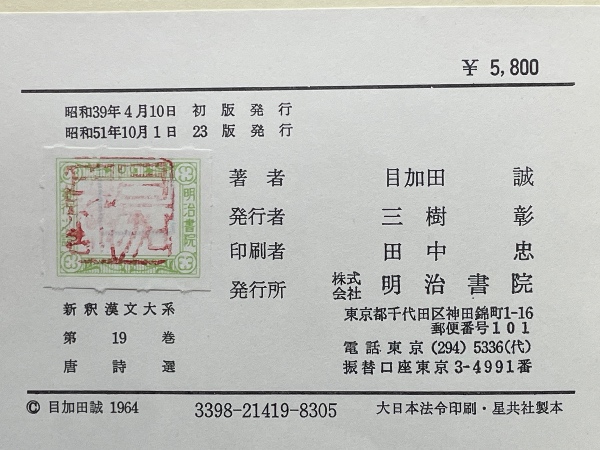 ￥ 5,800
昭和39年4月10日 初版発行
昭和51年10月1日 23版発行
明治書院
著者 目加田 誠
発行者 三樹 彰
印刷者 田中 忠
発行所 株式会社 明治書院
東京都千代田区神田錦町1-16
郵便番号101
電話東京(294)5336(代)
振替口座東京3-4991番
新釈漢文大系
第19巻
唐詩選
© 目加田誠 1964
3398-21419-8305
大日本法令印刷・星共社製本